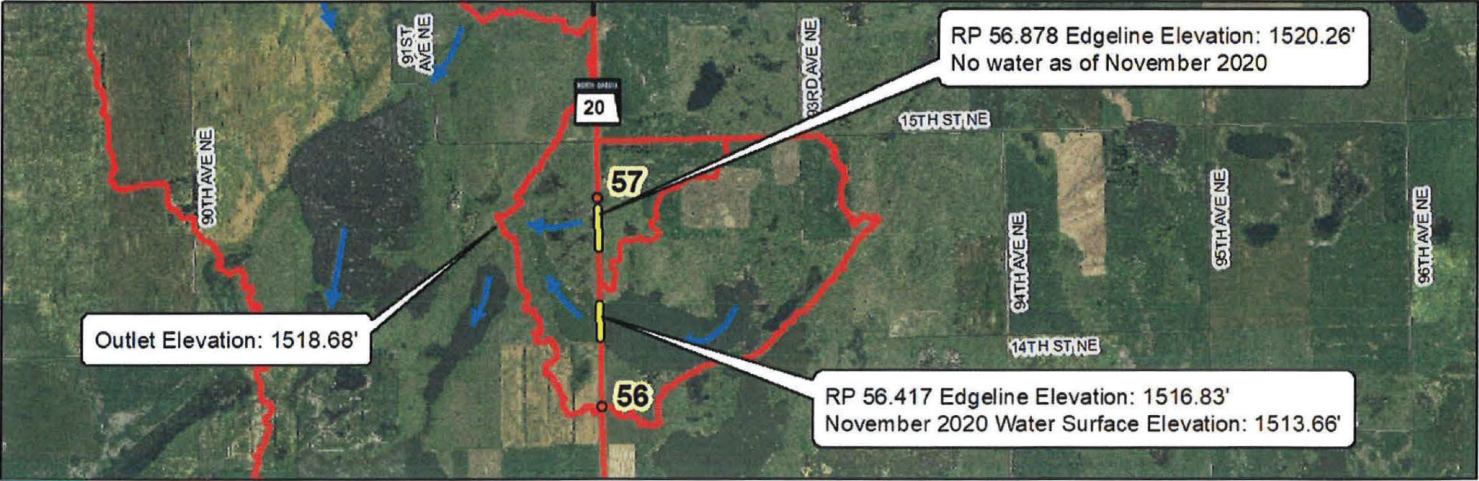 RP 56.878 Edgeline Elevation: 1520.26'
No water as of November 2020
91ST
AVE NE
NORTH DAKOTA
20
93RD AVE NE
15TH ST NE
90TH AVE NE
57
94TH AVE NE
95TH AVE NE
96TH AVE NE
Outlet Elevation: 1518.68'
14TH ST NE
56
RP 56.417 Edgeline Elevation: 1516.83'
November 2020 Water Surface Elevation: 1513.66'